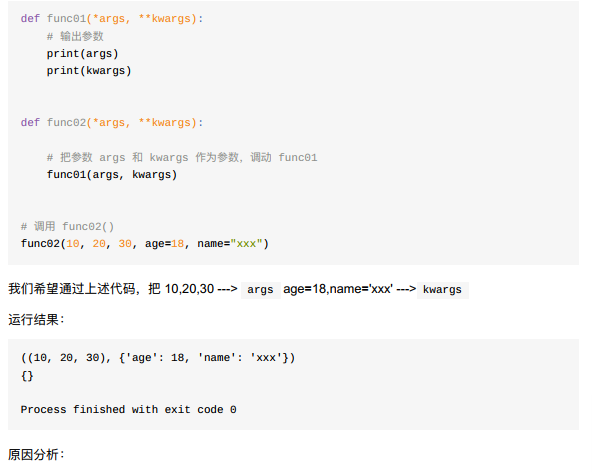 def func01(*args, **kwargs):
    # 输出参数
    print(args)
    print(kwargs)
def func02(*args, **kwargs):
    # 把参数 args 和 kwargs 作为参数，调动 func01
    func01(args, kwargs)
# 调用 func02()
func02(10, 20, 30, age=18, name="xxx")
我们希望通过上述代码，把 10,20,30 ---> args age=18,name='xxx' ---> kwargs
运行结果：
((10, 20, 30), {'age': 18, 'name': 'xxx'})
{}
Process finished with exit code 0
原因分析：